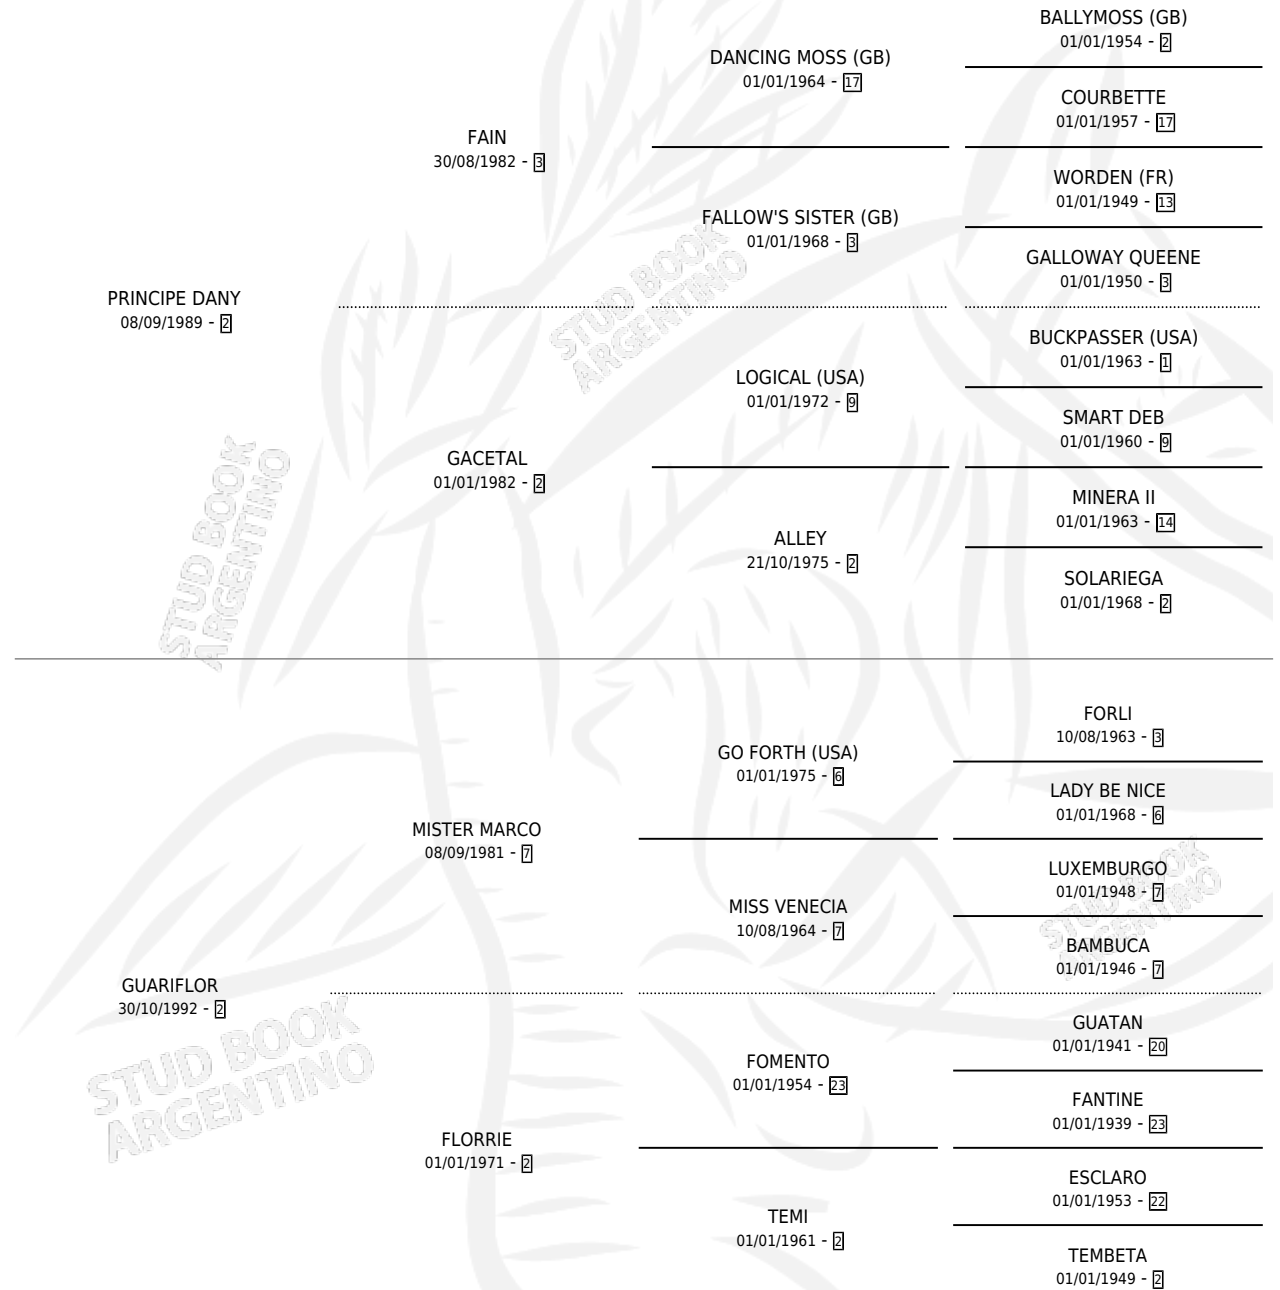 BALLYMOSS (GB)
01/01/1954 - 2
DANCING MOSS (GB)
01/01/1964 - 17
COURBETTE
01/01/1957 - 17
FAIN
30/08/1982 - 3
WORDEN (FR)
01/01/1949 - 13
FALLOW'S SISTER (GB)
01/01/1968 - 3
GALLOWAY QUEENE
01/01/1950 - 3
PRINCIPE DANY
08/09/1989 - 2
BUCKPASSER (USA)
01/01/1963 - 1
LOGICAL (USA)
01/01/1972 - 9
SMART DEB
01/01/1960 - 9
GACETAL
01/01/1982 - 2
MINERA II
01/01/1963 - 14
ALLEY
21/10/1975 - 2
SOLARIEGA
01/01/1968 - 2
FORLI
10/08/1963 - 3
GO FORTH (USA)
01/01/1975 - 6
LADY BE NICE
01/01/1968 - 6
MISTER MARCO
08/09/1981 - 7
LUXEMBURGO
01/01/1948 - 7
MISS VENECIA
10/08/1964 - 7
BAMBUCA
01/01/1946 - 7
GUARIFLOR
30/10/1992 - 2
GUATAN
01/01/1941 - 20
FOMENTO
01/01/1954 - 23
FANTINE
01/01/1939 - 23
FLORRIE
01/01/1971 - 2
ESCLARO
01/01/1953 - 22
TEMI
01/01/1961 - 2
TEMBETA
01/01/1949 - 2
STUD BOOK
ARGENTINO
STUD BOOK
ARGENTINO
STUD BOOK
ARGENTINO
STUD BOOK
ARGENTINO